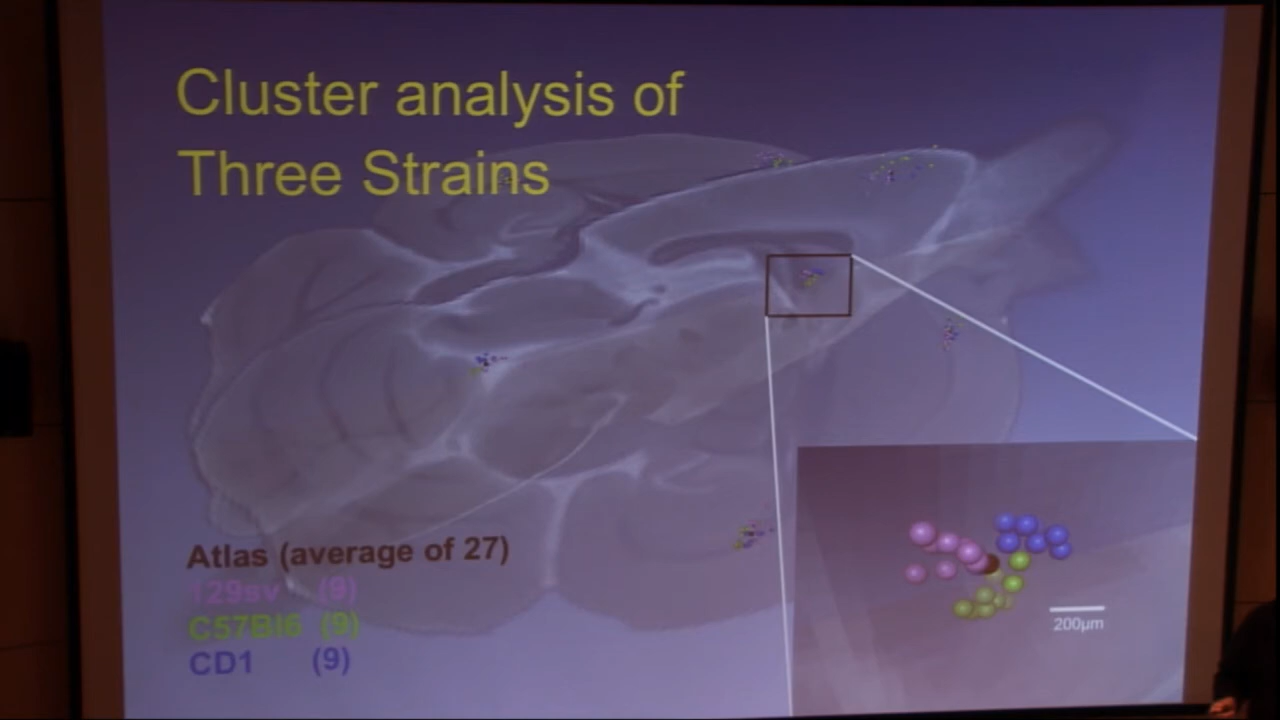 Cluster analysis of
Three Strains
Atlas (average of 27)
129sv (9)
C57Bl6 (9)
CD1 (9)
200μm